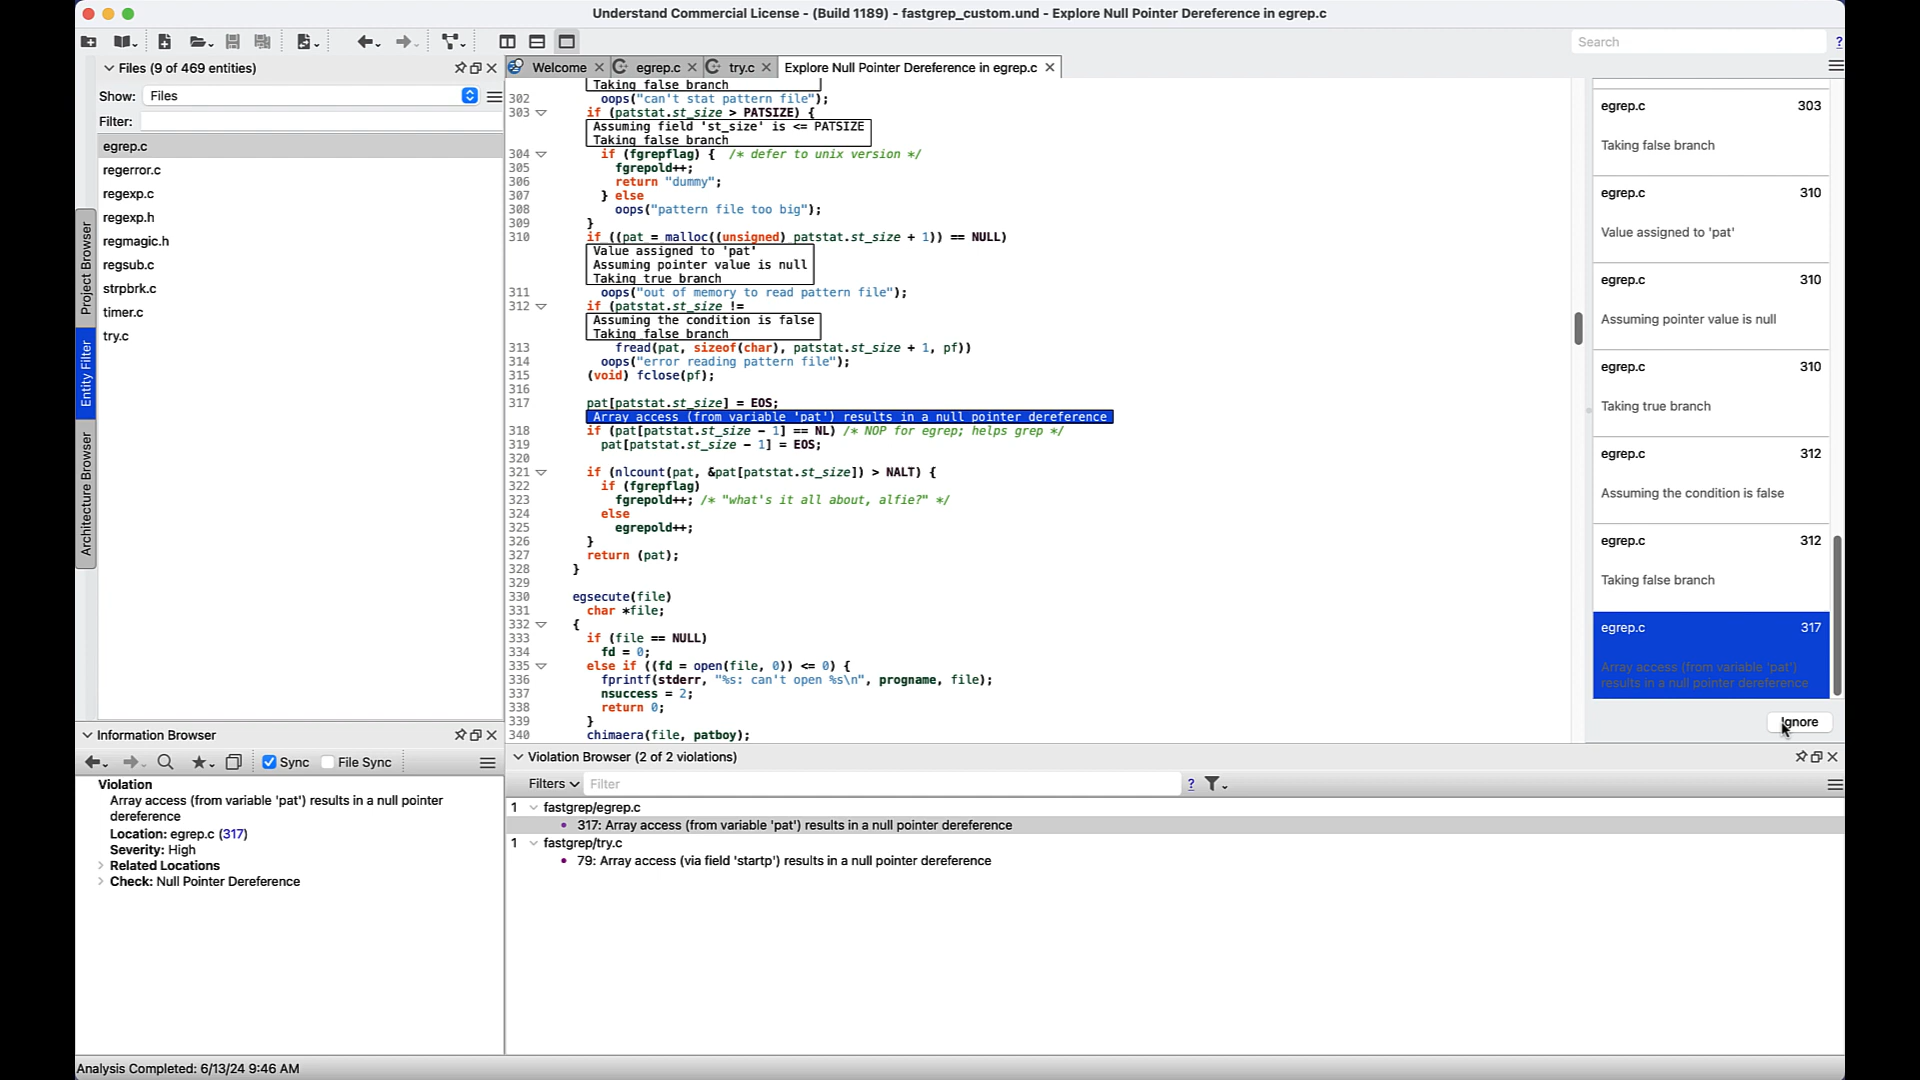 Understand Commercial License - (Build 1189) - fastgrep_custom.und - Explore Null Pointer Dereference in egrep.c
Search
?
Files (9 of 469 entities)
Show: Files
Filter:
egrep.c
regerror.c
regexp.c
regexp.h
regmagic.h
regsub.c
strpbrk.c
timer.c
try.c
Project Browser
Entity Filter
Architecture Browser
Welcome
egrep.c
try.c
Explore Null Pointer Dereference in egrep.c
Taking false branch
302 oops("can't stat pattern file");
303 if (patstat.st_size > PATSIZE) {
Assuming field 'st_size' is <= PATSIZE
Taking false branch
304 if (fgrepflag) { /* defer to unix version */
305 fgrepold++;
306 return "dummy";
307 } else
308 oops("pattern file too big");
309 }
310 if ((pat = malloc((unsigned) patstat.st_size + 1)) == NULL)
Value assigned to 'pat'
Assuming pointer value is null
Taking true branch
311 oops("out of memory to read pattern file");
312 if (patstat.st_size !=
Assuming the condition is false
Taking false branch
313 fread(pat, sizeof(char), patstat.st_size + 1, pf))
314 oops("error reading pattern file");
315 (void) fclose(pf);
316
317 pat[patstat.st_size] = EOS;
Array access (from variable 'pat') results in a null pointer dereference
318 if (pat[patstat.st_size - 1] == NL) /* NOP for egrep; helps grep */
319 pat[patstat.st_size - 1] = EOS;
320
321 if (nlcount(pat, &pat[patstat.st_size]) > NALT) {
322 if (fgrepflag)
323 fgrepold++; /* "what's it all about, alfie?" */
324 else
325 egrepold++;
326 }
327 return (pat);
328 }
329
330 egsecute(file)
331 char *file;
332 {
333 if (file == NULL)
334 fd = 0;
335 else if ((fd = open(file, 0)) <= 0) {
336 fprintf(stderr, "%s: can't open %s\n", progname, file);
337 nsuccess = 2;
338 return 0;
339 }
340 chimaera(file, patboy);
egrep.c 303
Taking false branch
egrep.c 310
Value assigned to 'pat'
egrep.c 310
Assuming pointer value is null
egrep.c 310
Taking true branch
egrep.c 312
Assuming the condition is false
egrep.c 312
Taking false branch
egrep.c 317
Array access (from variable 'pat')
results in a null pointer dereference
Ignore
Information Browser
Sync
File Sync
Violation
Array access (from variable 'pat') results in a null pointer
dereference
Location: egrep.c (317)
Severity: High
Related Locations
Check: Null Pointer Dereference
Violation Browser (2 of 2 violations)
Filters
Filter
?
1 fastgrep/egrep.c
317: Array access (from variable 'pat') results in a null pointer dereference
1 fastgrep/try.c
79: Array access (via field 'startp') results in a null pointer dereference
Analysis Completed: 6/13/24 9:46 AM